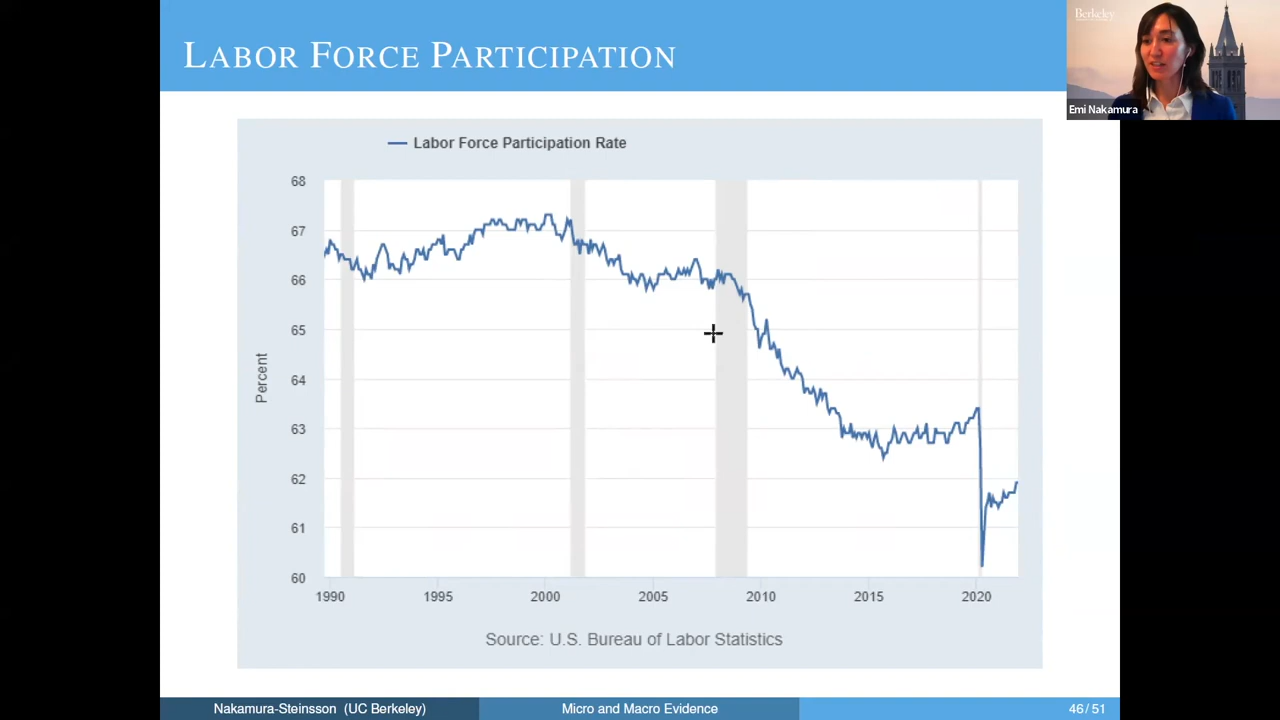 LABOR FORCE PARTICIPATION
Berkeley
Emi Nakamura
Labor Force Participation Rate
68
67
66
65
64
63
62
61
60
Percent
1990 1995 2000 2005 2010 2015 2020
Source: U.S. Bureau of Labor Statistics
Nakamura-Steinsson (UC Berkeley) Micro and Macro Evidence 46/51